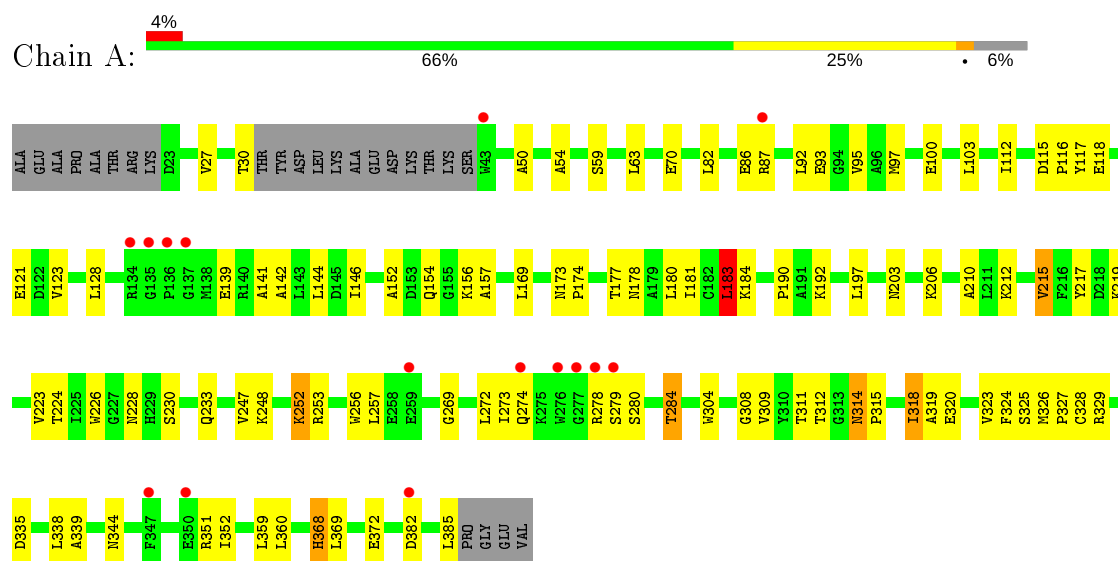 4%
Chain A:
66% 25% • 6%
ALA GLU ALA PRO ALA THR ARG LYS D23 V27 T30 THR TYR ASP LEU LYS ALA GLU ASP LYS THR LYS SER W43 A50 A54 S59 L63 E70 L82 E86 R87 L92 E93 G94 V95 A96 M97 E100 L103 I112 D115 P116 Y117 E118
E121 D122 V123 L128 R134 G135 P136 G137 M138 E139 R140 A141 A142 L143 L144 D145 I146 A152 D153 Q154 G155 K156 A157 L169 N173 P174 T177 N178 A179 L180 I181 C182 L183 K184 P190 A191 K192 L197 N203 K206 A210 L211 K212 V215 F216 Y217 D218 K219
V223 T224 I225 W226 G227 N228 H229 S230 Q233 V247 K248 K252 R253 W256 L257 E258 E259 G269 L272 I273 Q274 K275 W276 G277 R278 S279 S280 T284 W304 G308 V309 Y310 T311 T312 G313 N314 P315 I318 A319 E320 V323 F324 S325 M326 P327 C328 R329
D335 L338 A339 N344 F347 E350 R351 I352 L359 L360 H368 L369 E372 D382 L385 PRO GLY GLU VAL